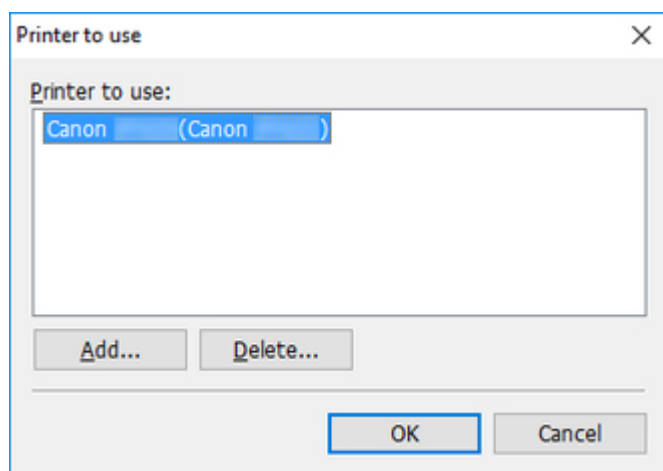 Printer to use
Printer to use:
Canon (Canon )
Add... Delete...
OK Cancel